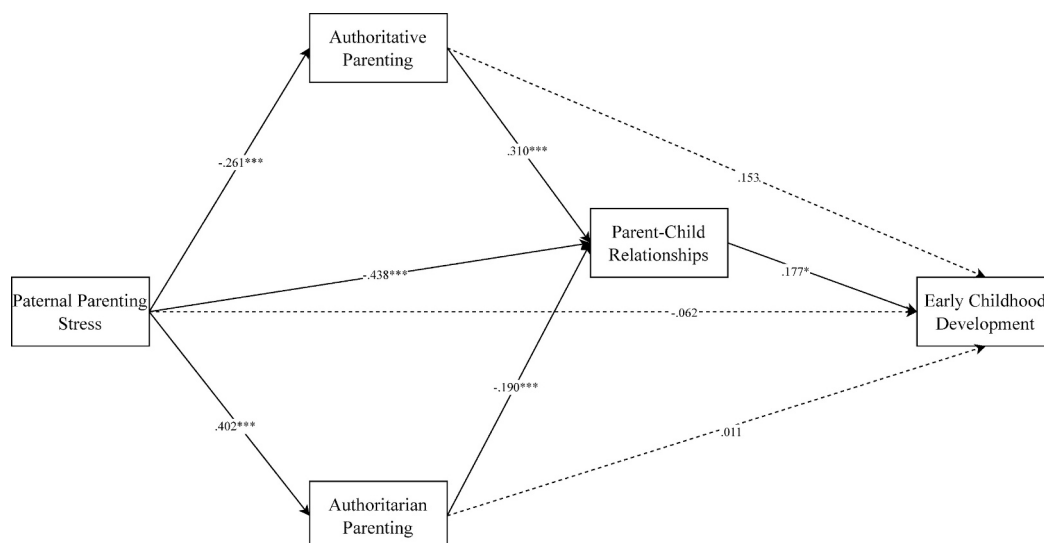 Authoritative
Parenting
-.261***
.310***
.153
Parent-Child
Relationships
-.438***
.177*
Paternal Parenting
Stress
-.062
Early Childhood
Development
-.190***
.402***
.011
Authoritarian
Parenting